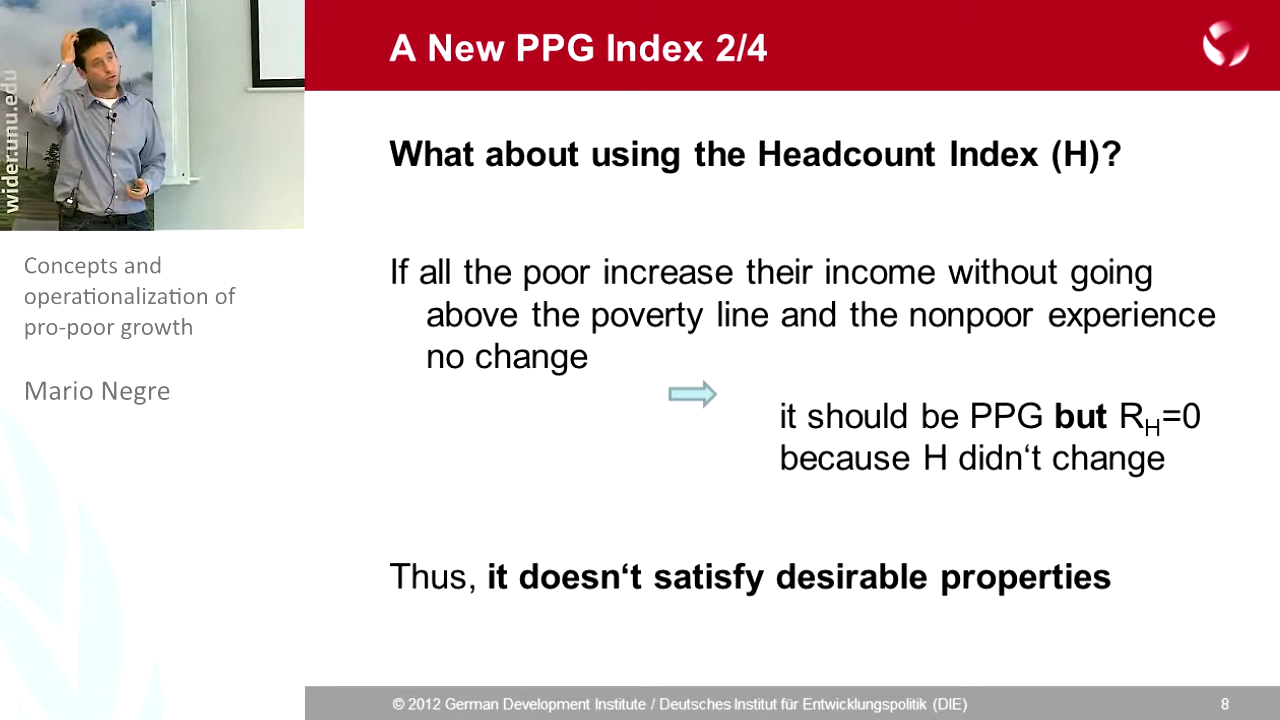 A New PPG Index 2/4
wider.unu.edu
What about using the Headcount Index (H)?
Concepts and
operationalization of
pro-poor growth
Mario Negre
If all the poor increase their income without going
above the poverty line and the nonpoor experience
no change
it should be PPG but RH=0
because H didn‘t change
Thus, it doesn‘t satisfy desirable properties
© 2012 German Development Institute / Deutsches Institut für Entwicklungspolitik (DIE)
8